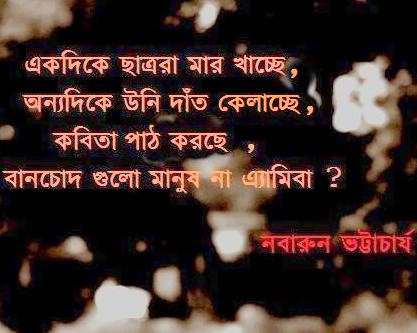 একদিকে ছাত্ররা মার খাচ্ছে,
অন্যদিকে উনি দাঁত কেলাচ্ছে,
কবিতা পাঠ করছে ,
বানচোদ গুলো মানুষ না এ্যামিবা ?
নবারুন ভট্টাচার্য